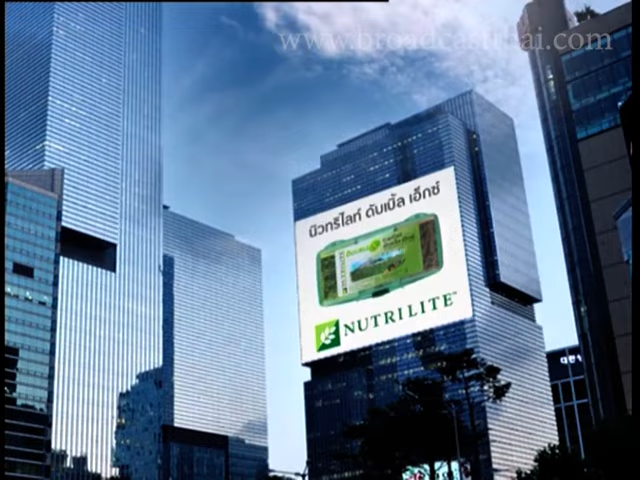 www.broadcastthai.com
นิวทริไลท์ ดับเบิ้ล เอ็กซ์
NUTRILITE™